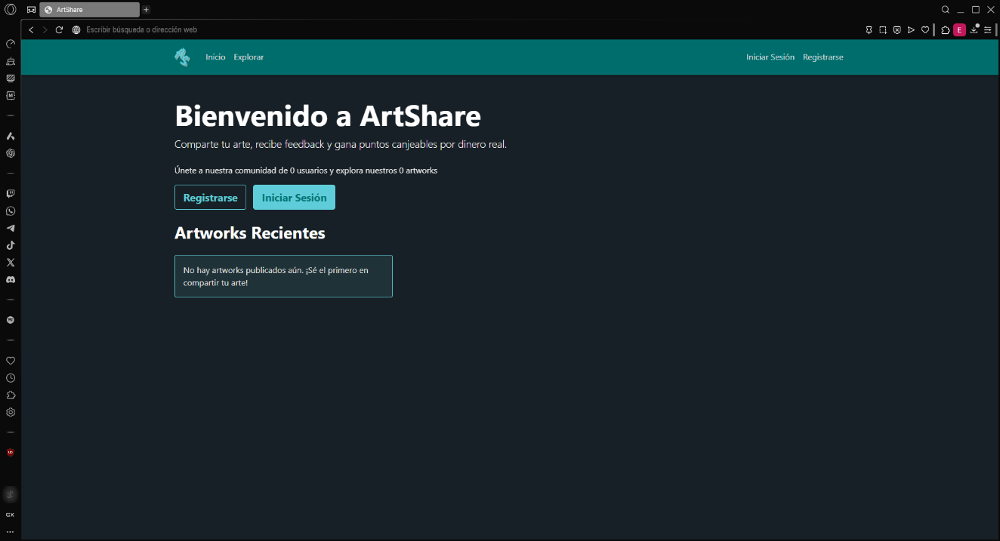 ArtShare
Escribir búsqueda o dirección web
E
Inicio Explorar
Iniciar Sesión Registrarse
Bienvenido a ArtShare
Comparte tu arte, recibe feedback y gana puntos canjeables por dinero real.
Únete a nuestra comunidad de 0 usuarios y explora nuestros 0 artworks
Registrarse Iniciar Sesión
Artworks Recientes
No hay artworks publicados aún. ¡Sé el primero en
compartir tu arte!
GX